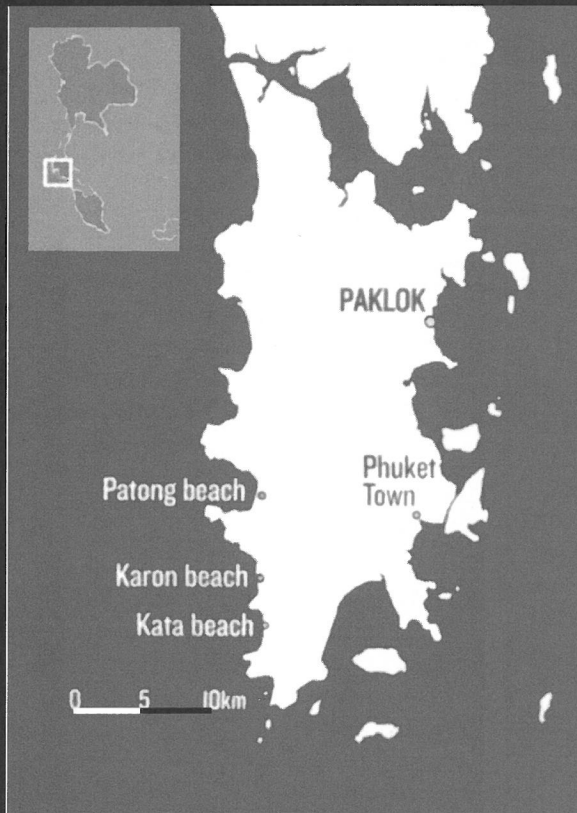 PAKLOK
Phuket
Town
Patong beach
Karon beach
Kata beach
0 5 10km